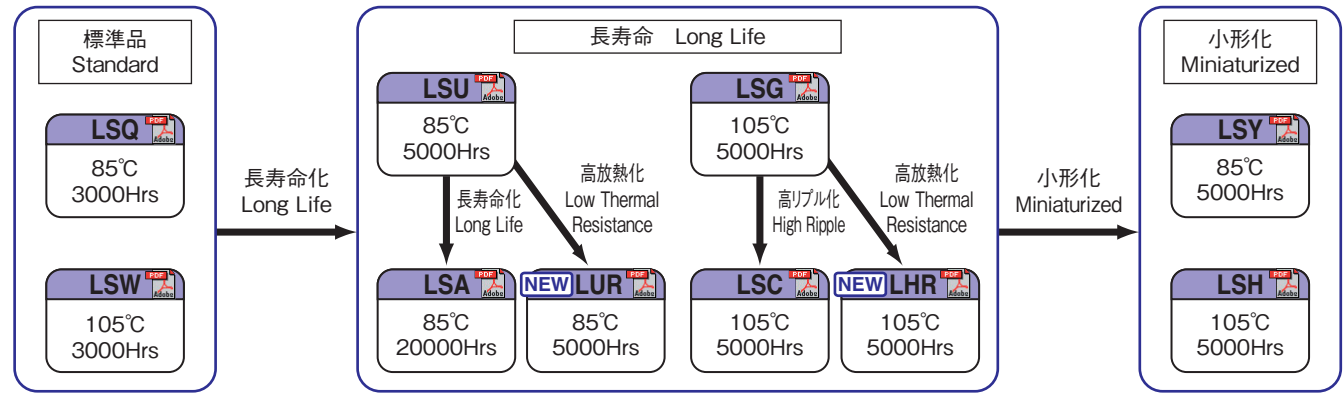 標準品
Standard
LSQ
PDF
Adobe
85℃
3000Hrs
LSW
PDF
Adobe
105℃
3000Hrs
長寿命化
Long Life
長寿命 Long Life
LSU
PDF
Adobe
85℃
5000Hrs
長寿命化
Long Life
高放熱化
Low Thermal
Resistance
LSA
PDF
Adobe
85℃
20000Hrs
NEW LUR
PDF
Adobe
85℃
5000Hrs
LSG
PDF
Adobe
105℃
5000Hrs
高リプル化
High Ripple
高放熱化
Low Thermal
Resistance
LSC
PDF
Adobe
105℃
5000Hrs
NEW LHR
PDF
Adobe
105℃
5000Hrs
小形化
Miniaturized
小形化
Miniaturized
LSY
PDF
Adobe
85℃
5000Hrs
LSH
PDF
Adobe
105℃
5000Hrs